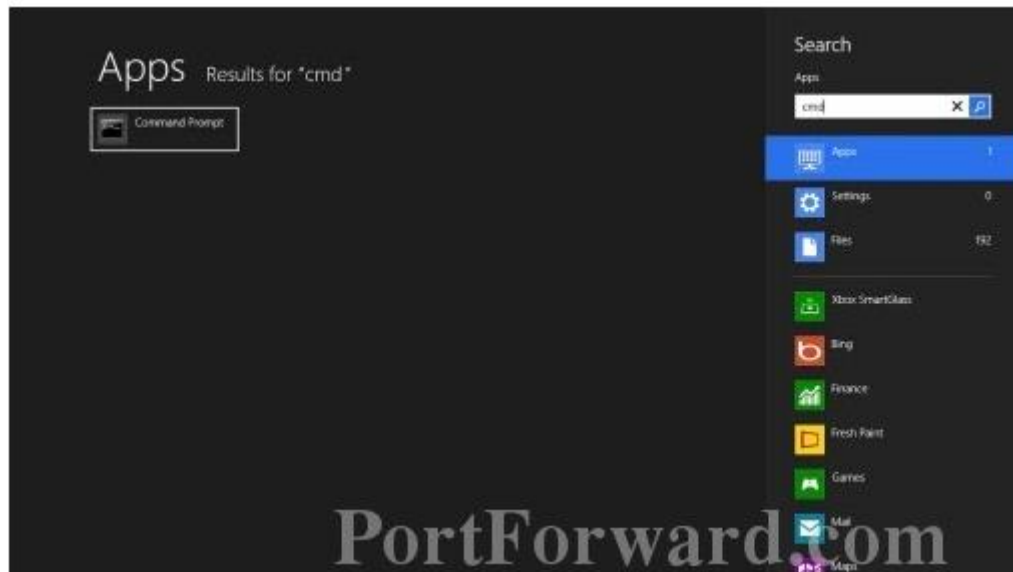 Apps Results for "cmd"
Command Prompt
Search
Apps
cmd
Apps 1
Settings 0
Files 192
Xbox SmartGlass
Bing
Finance
Fresh Paint
Games
Mail
Maps
PortForward.com